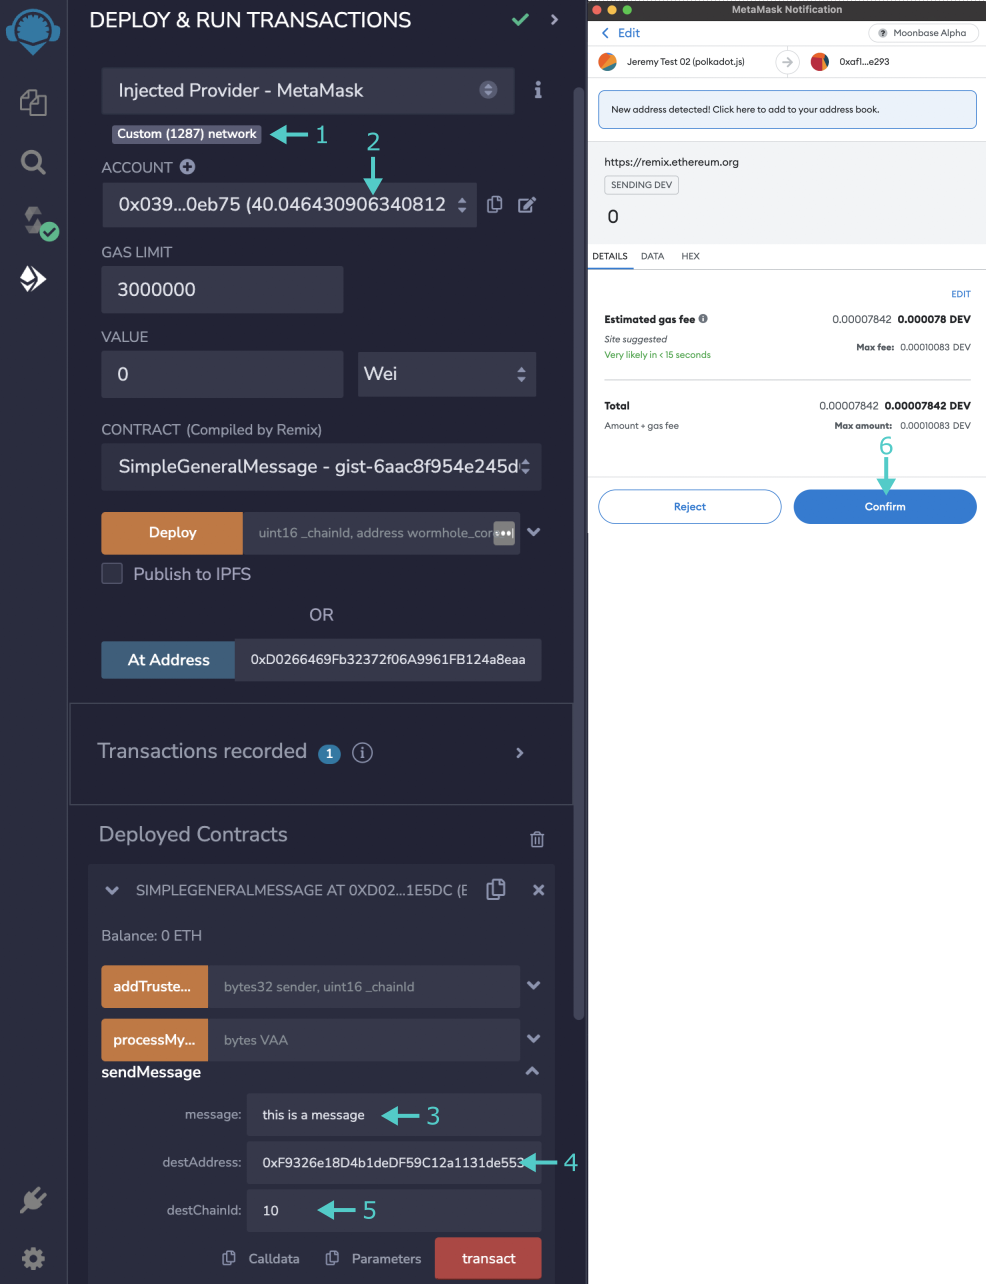 DEPLOY & RUN TRANSACTIONS
Injected Provider - MetaMask
i
Custom (1287) network
1
2
ACCOUNT
0x039...0eb75 (40.046430906340812
GAS LIMIT
3000000
VALUE
0
Wei
CONTRACT (Compiled by Remix)
SimpleGeneralMessage - gist-6aac8f954e245d
Deploy
uint16 _chainId, address wormhole_cor
Publish to IPFS
OR
At Address
0xD0266469Fb32372f06A9961FB124a8eaa
Transactions recorded 1 i
Deployed Contracts
SIMPLEGENERALMESSAGE AT 0XD02...1E5DC (E
Balance: 0 ETH
addTruste...
bytes32 sender, uint16 _chainId
processMy...
bytes VAA
sendMessage
message:
this is a message
3
destAddress:
0xF9326e18D4b1deDF59C12a1131de553
4
destChainId:
10
5
Calldata
Parameters
transact
MetaMask Notification
Edit
? Moonbase Alpha
Jeremy Test 02 (polkadot.js)
0xaf1...e293
New address detected! Click here to add to your address book.
https://remix.ethereum.org
SENDING DEV
0
DETAILS
DATA
HEX
EDIT
Estimated gas fee i
0.00007842 0.000078 DEV
Site suggested
Max fee: 0.00010083 DEV
Very likely in < 15 seconds
Total
0.00007842 0.00007842 DEV
Amount + gas fee
Max amount: 0.00010083 DEV
6
Reject
Confirm